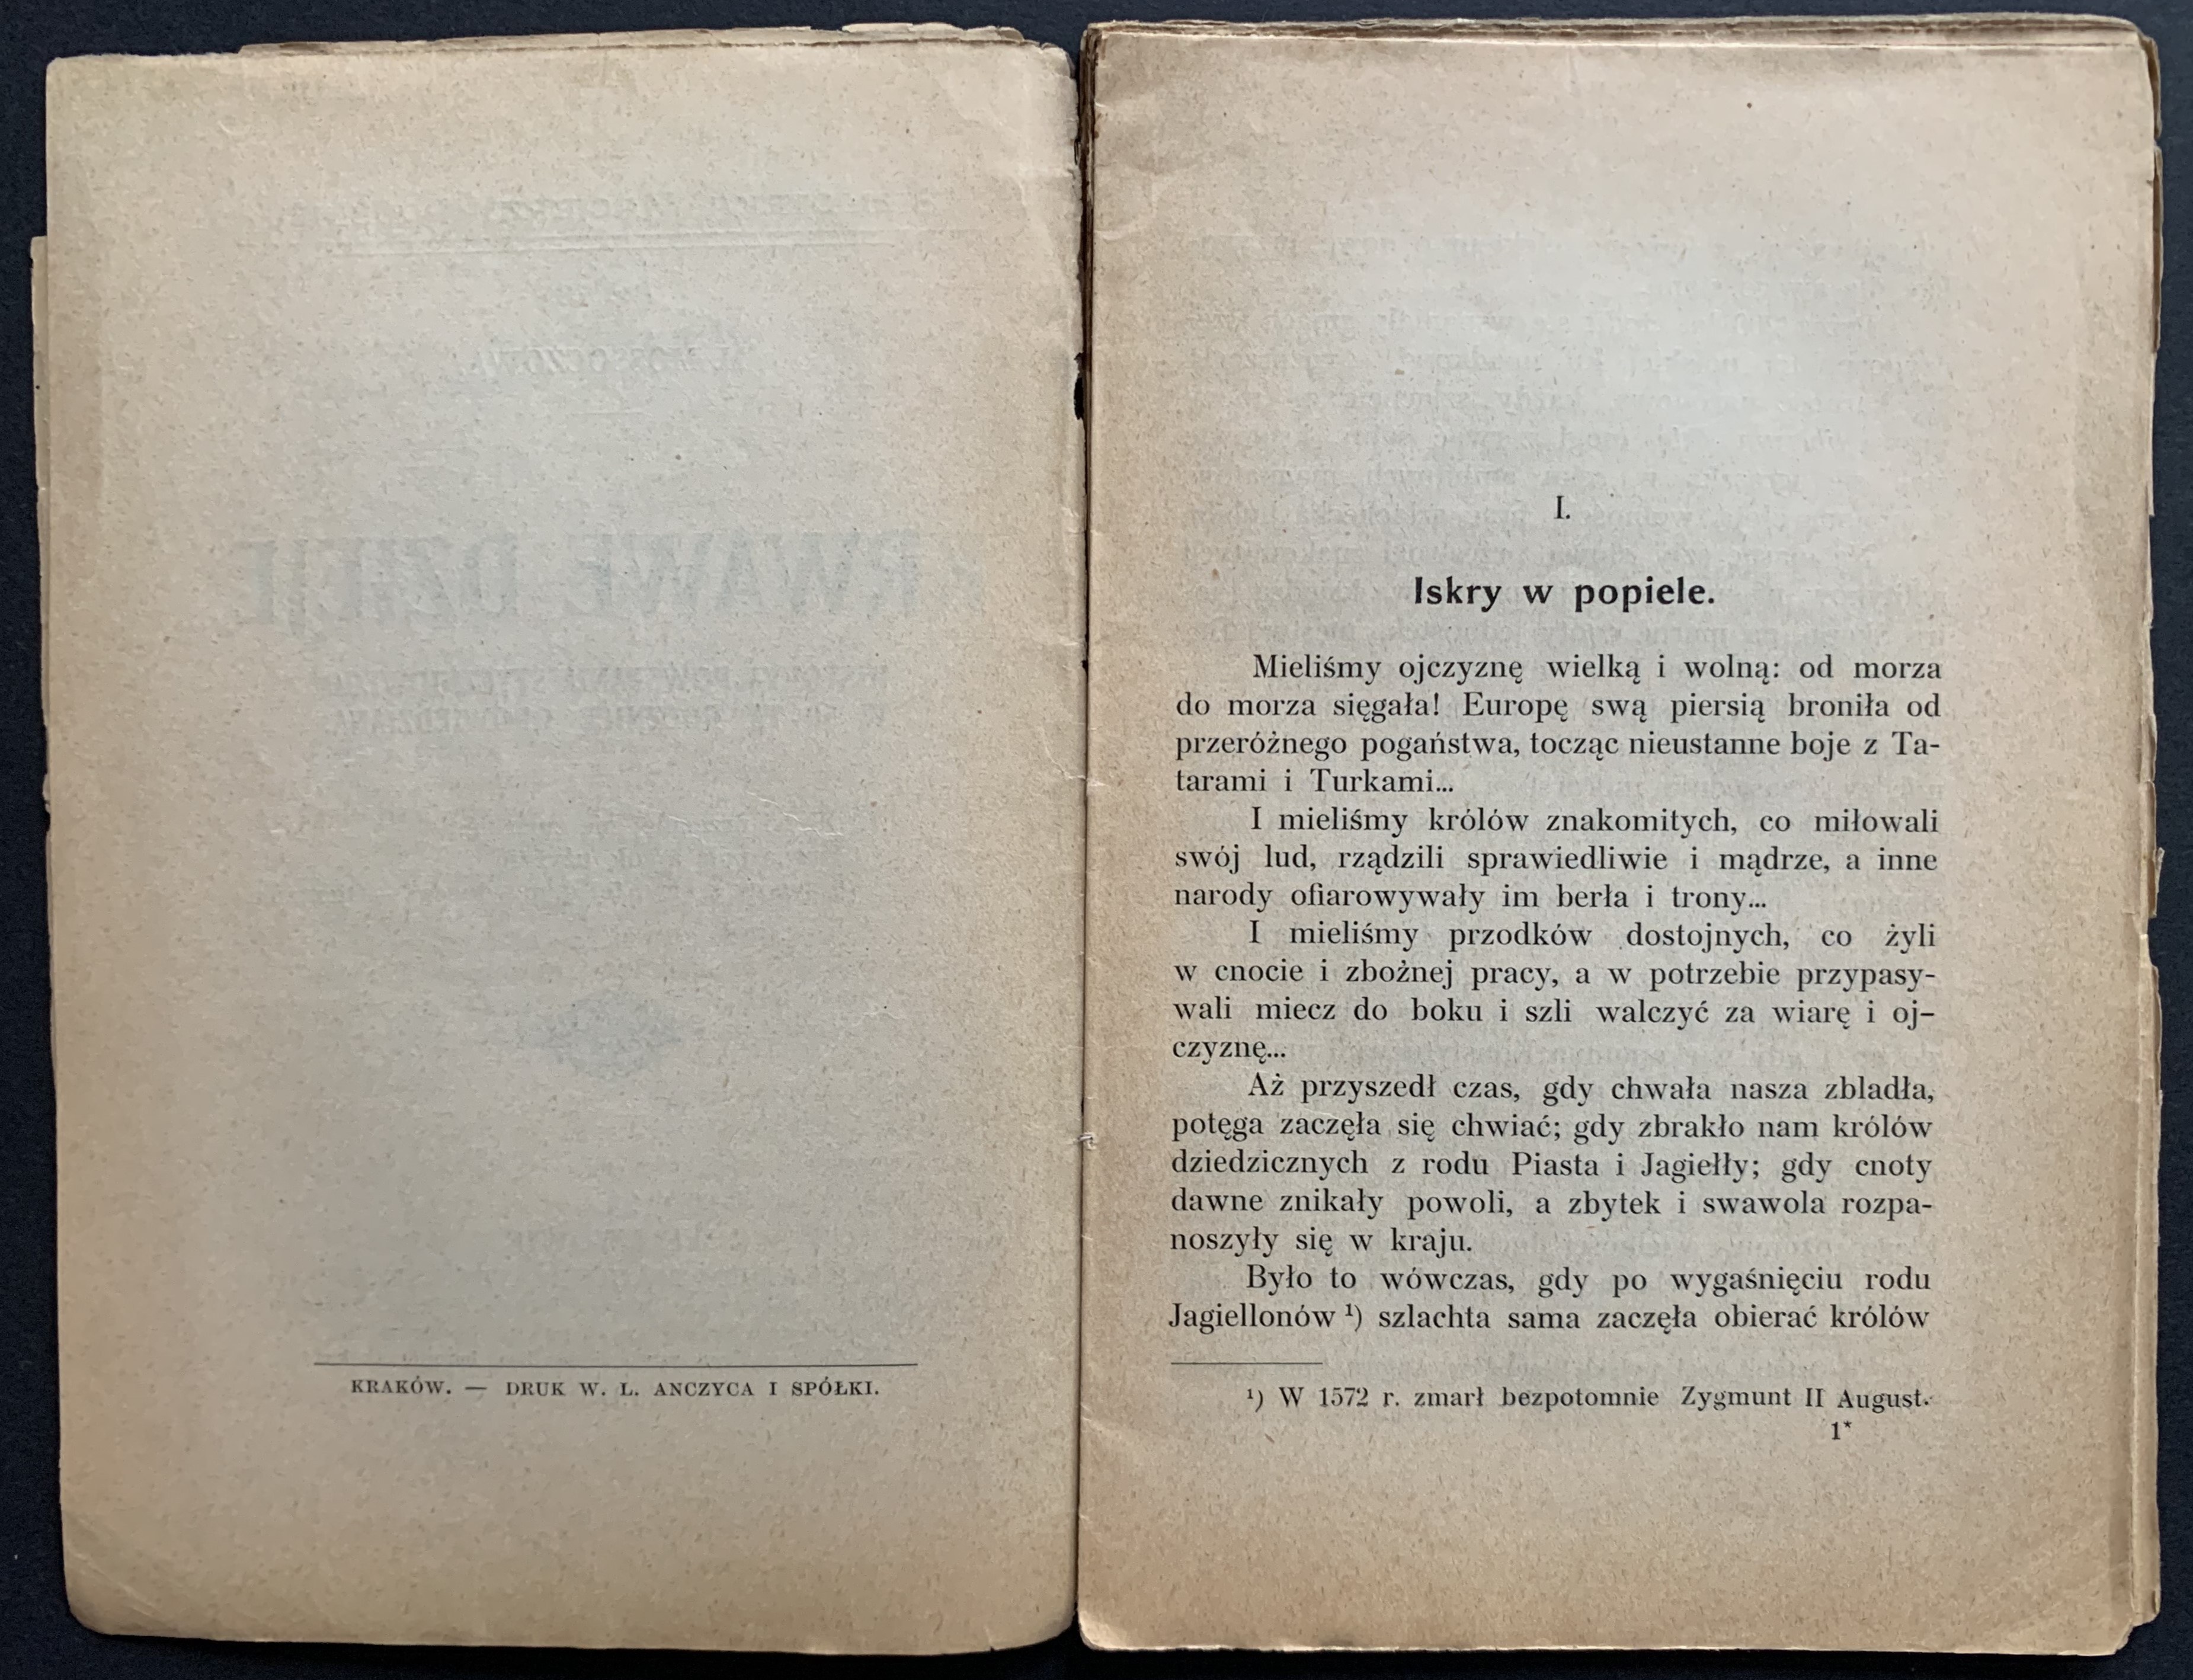 KRAKÓW. — DRUK W. L. ANCZYCA I SPÓŁKI.
I.
Iskry w popiele.
Mieliśmy ojczyznę wielką i wolną: od morza
do morza sięgała! Europę swą piersią broniła od
przeróżnego pogaństwa, tocząc nieustanne boje z Ta-
tarami i Turkami...
I mieliśmy królów znakomitych, co miłowali
swój lud, rządzili sprawiedliwie i mądrze, a inne
narody ofiarowywały im berła i trony...
I mieliśmy przodków dostojnych, co żyli
w cnocie i zbożnej pracy, a w potrzebie przypasy-
wali miecz do boku i szli walczyć za wiarę i oj-
czyznę...
Aż przyszedł czas, gdy chwała nasza zbladła,
potęga zaczęła się chwiać; gdy zbrakło nam królów
dziedzicznych z rodu Piasta i Jagiełły; gdy cnoty
dawne znikały powoli, a zbytek i swawola rozpa-
noszyły się w kraju.
Było to wówczas, gdy po wygaśnięciu rodu
Jagiellonów ¹) szlachta sama zaczęła obierać królów
¹) W 1572 r. zmarł bezpotomnie Zygmunt II August.
1*